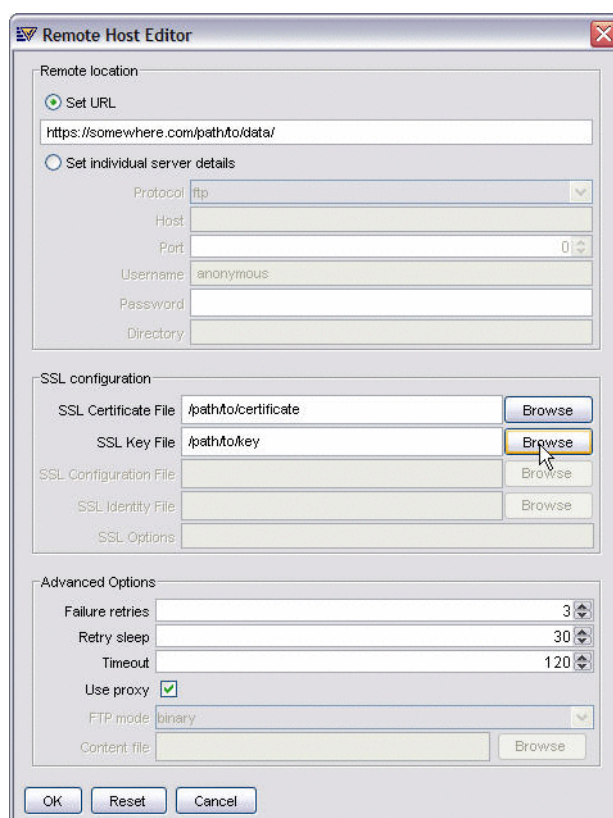 Remote Host Editor
Remote location
Set URL
https://somewhere.com/path/to/data/
Set individual server details
Protocol ftp
Host
Port 0
Username anonymous
Password
Directory
SSL configuration
SSL Certificate File /path/to/certificate Browse
SSL Key File /path/to/key Browse
SSL Configuration File Browse
SSL Identity File Browse
SSL Options
Advanced Options
Failure retries 3
Retry sleep 30
Timeout 120
Use proxy
FTP mode binary
Content file Browse
OK Reset Cancel